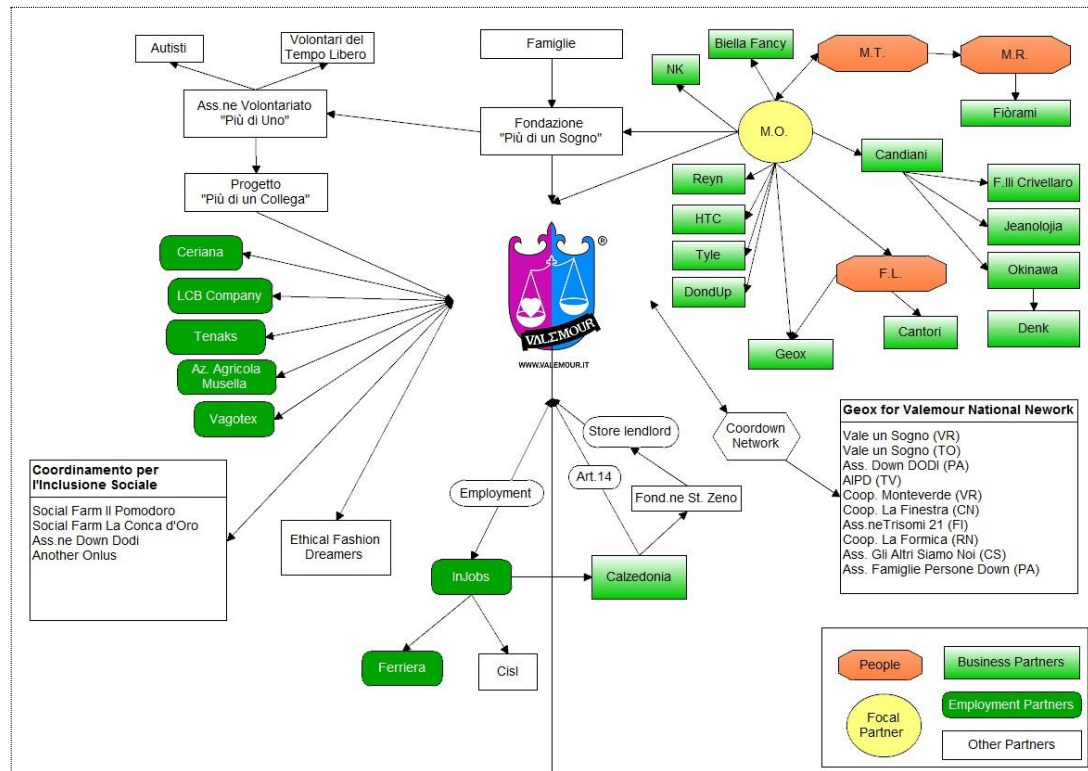 Autisti
Volontari del
Tempo Libero
Famiglie
Biella Fancy
M.T.
M.R.
NK
Ass.ne Volontariato
"Più di Uno"
Fondazione
"Più di un Sogno"
M.O.
Fiòrami
Candiani
Progetto
"Più di un Collega"
Reyn
F.lli Crivellaro
HTC
Jeanolojia
Ceriana
Tyle
F.L.
Okinawa
LCB Company
DondUp
Tenaks
Cantori
Denk
®
VALEMOUR
WWW.VALEMOUR.IT
Geox
Az. Agricola
Musella
Vagotex
Store lendlord
Coordown
Network
Geox for Valemour National Nework
Vale un Sogno (VR)
Vale un Sogno (TO)
Ass. Down DODI (PA)
AIPD (TV)
Coop. Monteverde (VR)
Coop. La Finestra (CN)
Ass.neTrisomi 21 (FI)
Coop. La Formica (RN)
Ass. Gli Altri Siamo Noi (CS)
Ass. Famiglie Persone Down (PA)
Coordinamento per
l'Inclusione Sociale
Social Farm Il Pomodoro
Social Farm La Conca d'Oro
Ass.ne Down Dodi
Another Onlus
Employment
Art.14
Fond.ne St. Zeno
Ethical Fashion
Dreamers
InJobs
Calzedonia
Ferriera
Cisl
People
Business Partners
Focal
Partner
Employment Partners
Other Partners